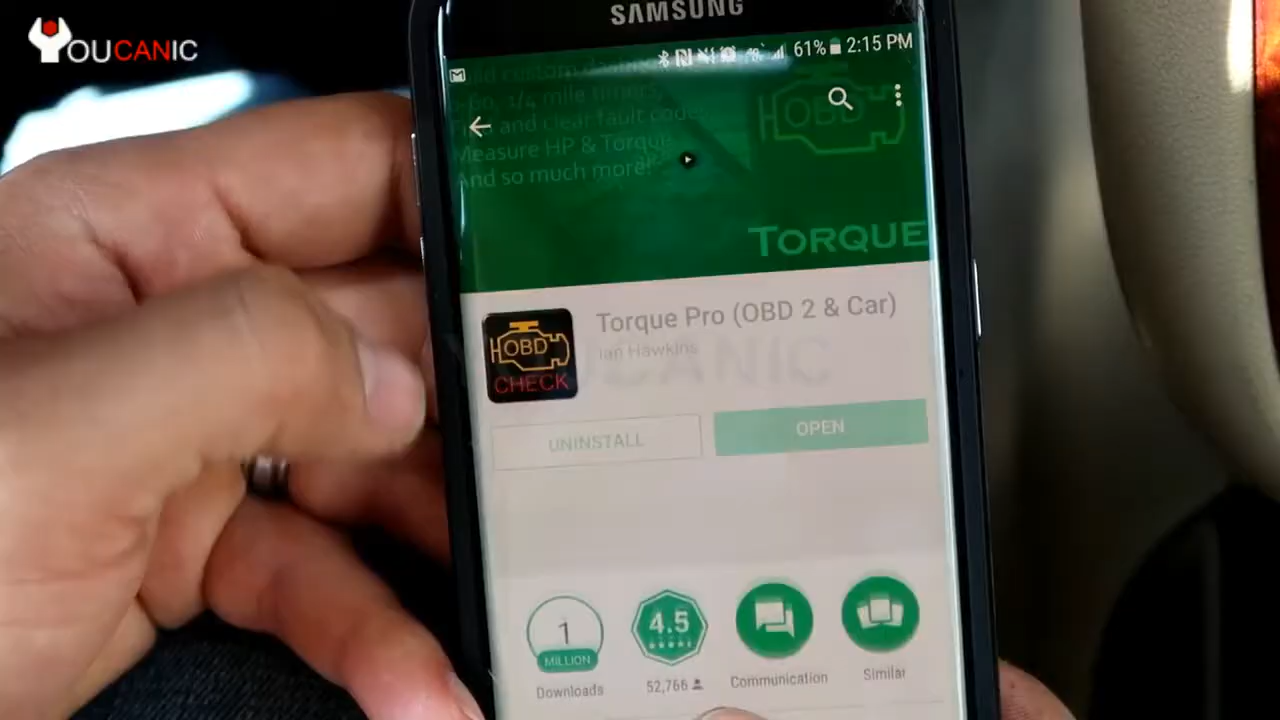 YOUCANIC
SAMSUNG
61% 2:15 PM
custom
1/4 mile timers
and clear fault codes
Measure HP & Torque
And so much more!
OBD
TORQUE
Torque Pro (OBD 2 & Car)
Ian Hawkins
OBD
CHECK
UNINSTALL
OPEN
1
MILLION
4.5
Downloads
52,766
Communication
Similar